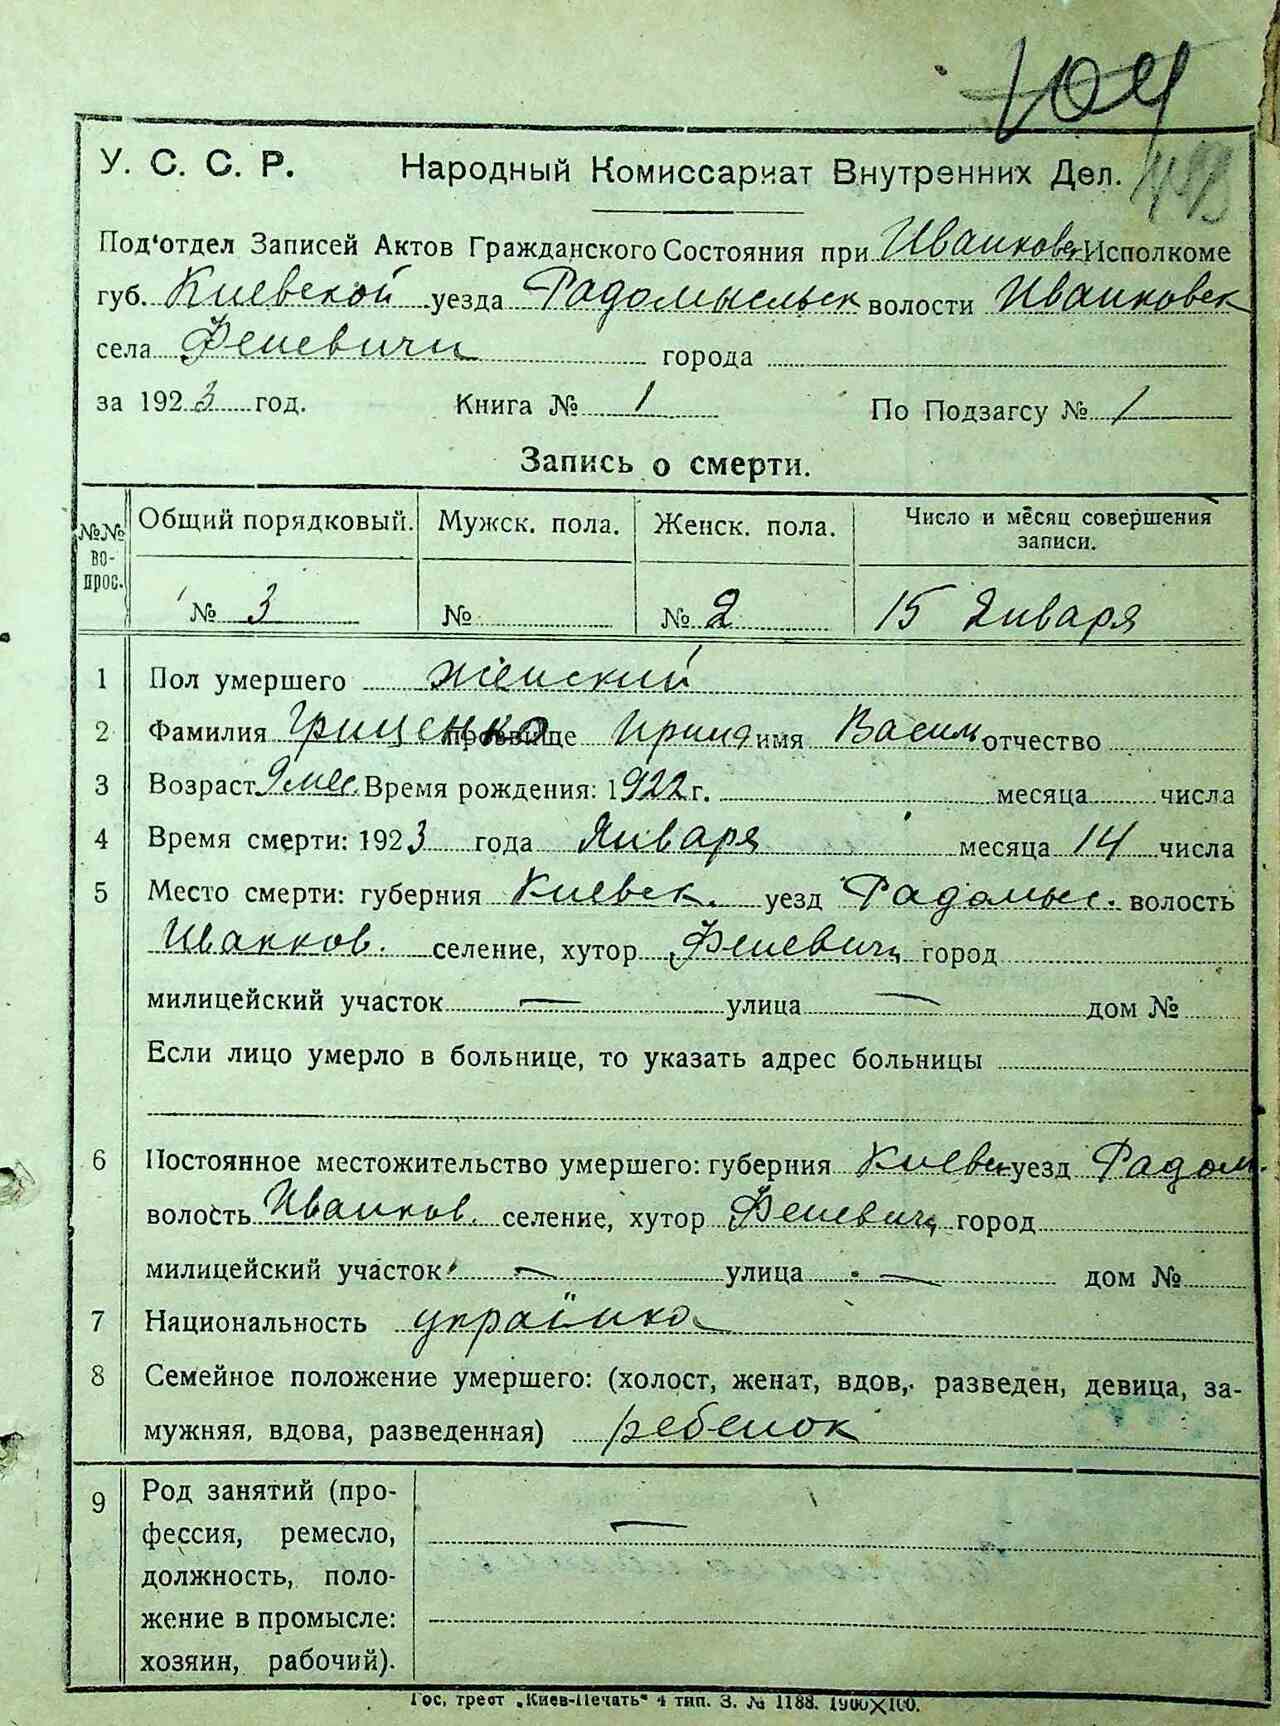 104
У. С. С. Р. Народный Комиссариат Внутренних Дел.
Под'отдел Записей Актов Гражданского Состояния при Иванковск Исполкоме
губ. Киевской уезда Радомысльск волости Иванковск
села Феневичи города
за 1923 год. Книга № 1 По Подзагсу № 1
Запись о смерти.
№№ вопрос. Общий порядковый. Мужск. пола. Женск. пола. Число и месяц совершения записи.
№ 3 № № 2 15 Января
1 Пол умершего женский
2 Фамилия Гриценко прозвище Ирина имя Васил отчество
3 Возраст 9 мес. Время рождения: 1922 г. месяца числа
4 Время смерти: 1923 года Января месяца 14 числа
5 Место смерти: губерния Киевск. уезд Радомыс. волость
Иванков. селение, хутор Феневичи город
милицейский участок — улица — дом №
Если лицо умерло в больнице, то указать адрес больницы
6 Постоянное местожительство умершего: губерния Киевск уезд Радом.
волость Иванков. селение, хутор Феневичи город
милицейский участок — улица — дом №
7 Национальность українка
8 Семейное положение умершего: (холост, женат, вдов, разведен, девица, за-
мужняя, вдова, разведенная) ребенок
9 Род занятий (про-
фессия, ремесло, —
должность, поло-
жение в промысле:
хозяин, рабочий).
Гос, трест „Киев-Печать" 4 тип. З. № 1188. 1900Х100.